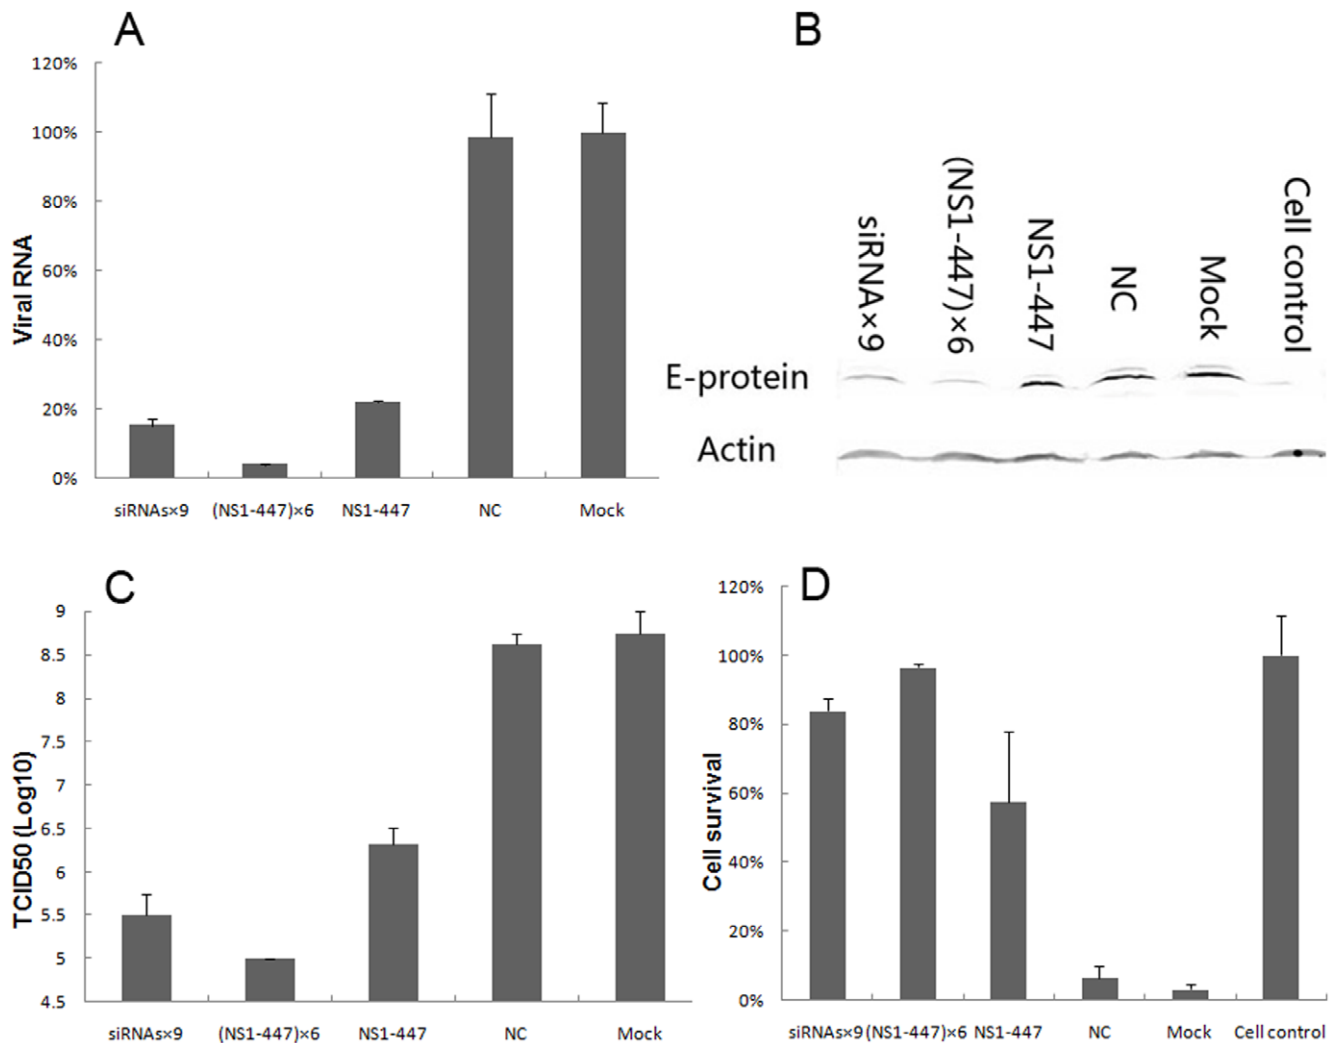 A
120%
100%
80%
60%
40%
20%
0%
Viral RNA
siRNAs×9 (NS1-447)×6 NS1-447 NC Mock
B
siRNA×9
(NS1-447)×6
NS1-447
NC
Mock
Cell control
E-protein
Actin
C
9
8.5
8
7.5
7
6.5
6
5.5
5
4.5
TCID50 (Log10)
siRNAs×9 (NS1-447)×6 NS1-447 NC Mock
D
120%
100%
80%
60%
40%
20%
0%
Cell survival
siRNAs×9 (NS1-447)×6 NS1-447 NC Mock Cell control